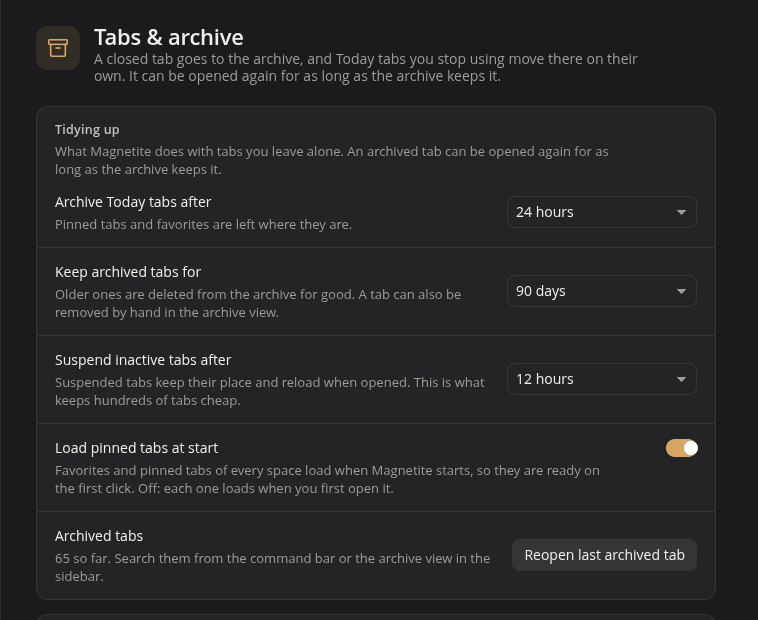 Tabs & archive
A closed tab goes to the archive, and Today tabs you stop using move there on their
own. It can be opened again for as long as the archive keeps it.
Tidying up
What Magnetite does with tabs you leave alone. An archived tab can be opened again for as
long as the archive keeps it.
Archive Today tabs after
Pinned tabs and favorites are left where they are.
24 hours
Keep archived tabs for
Older ones are deleted from the archive for good. A tab can also be
removed by hand in the archive view.
90 days
Suspend inactive tabs after
Suspended tabs keep their place and reload when opened. This is what
keeps hundreds of tabs cheap.
12 hours
Load pinned tabs at start
Favorites and pinned tabs of every space load when Magnetite starts, so they are ready on
the first click. Off: each one loads when you first open it.
Archived tabs
65 so far. Search them from the command bar or the archive view in the
sidebar.
Reopen last archived tab